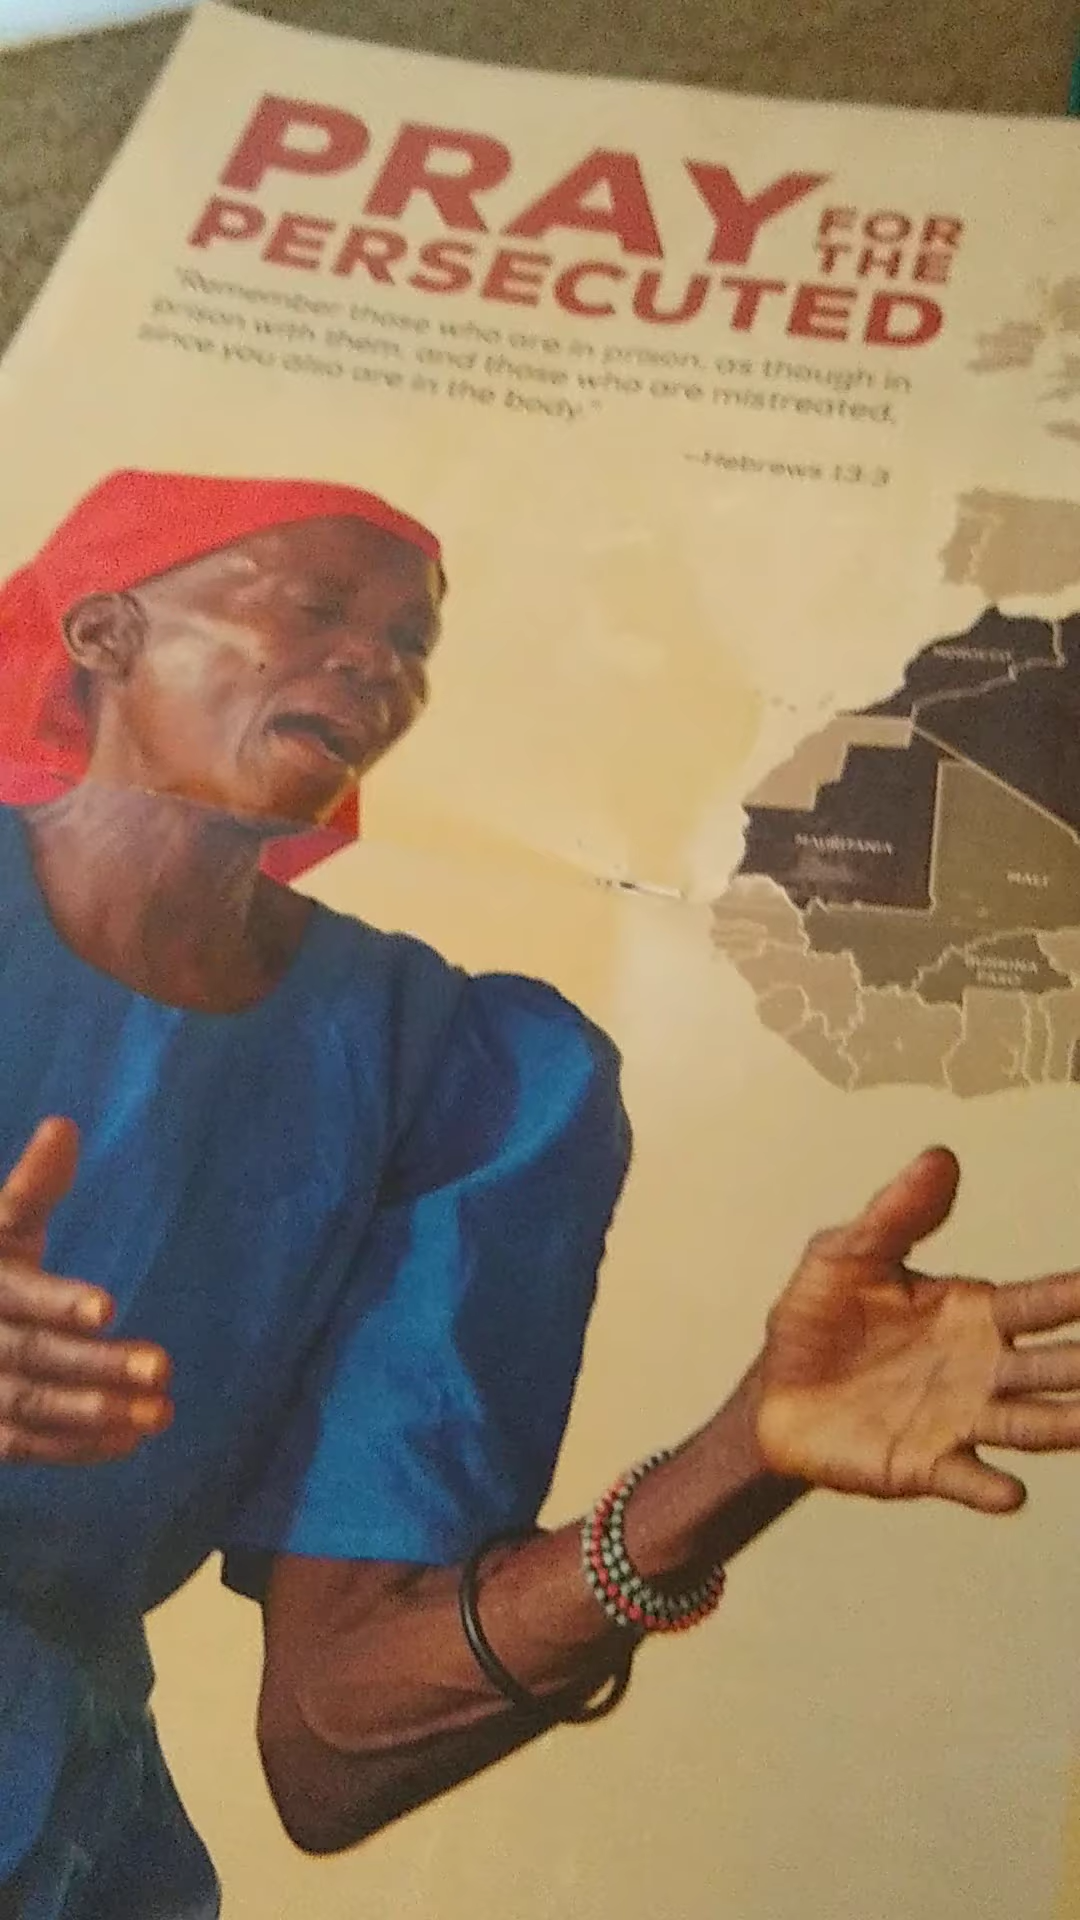 PRAY FOR THE
PERSECUTED
"Remember those who are in prison, as though in
prison with them, and those who are mistreated,
since you also are in the body."
—Hebrews 13:3
MOROCCO
MAURITANIA
MALI
BURKINA
FASO